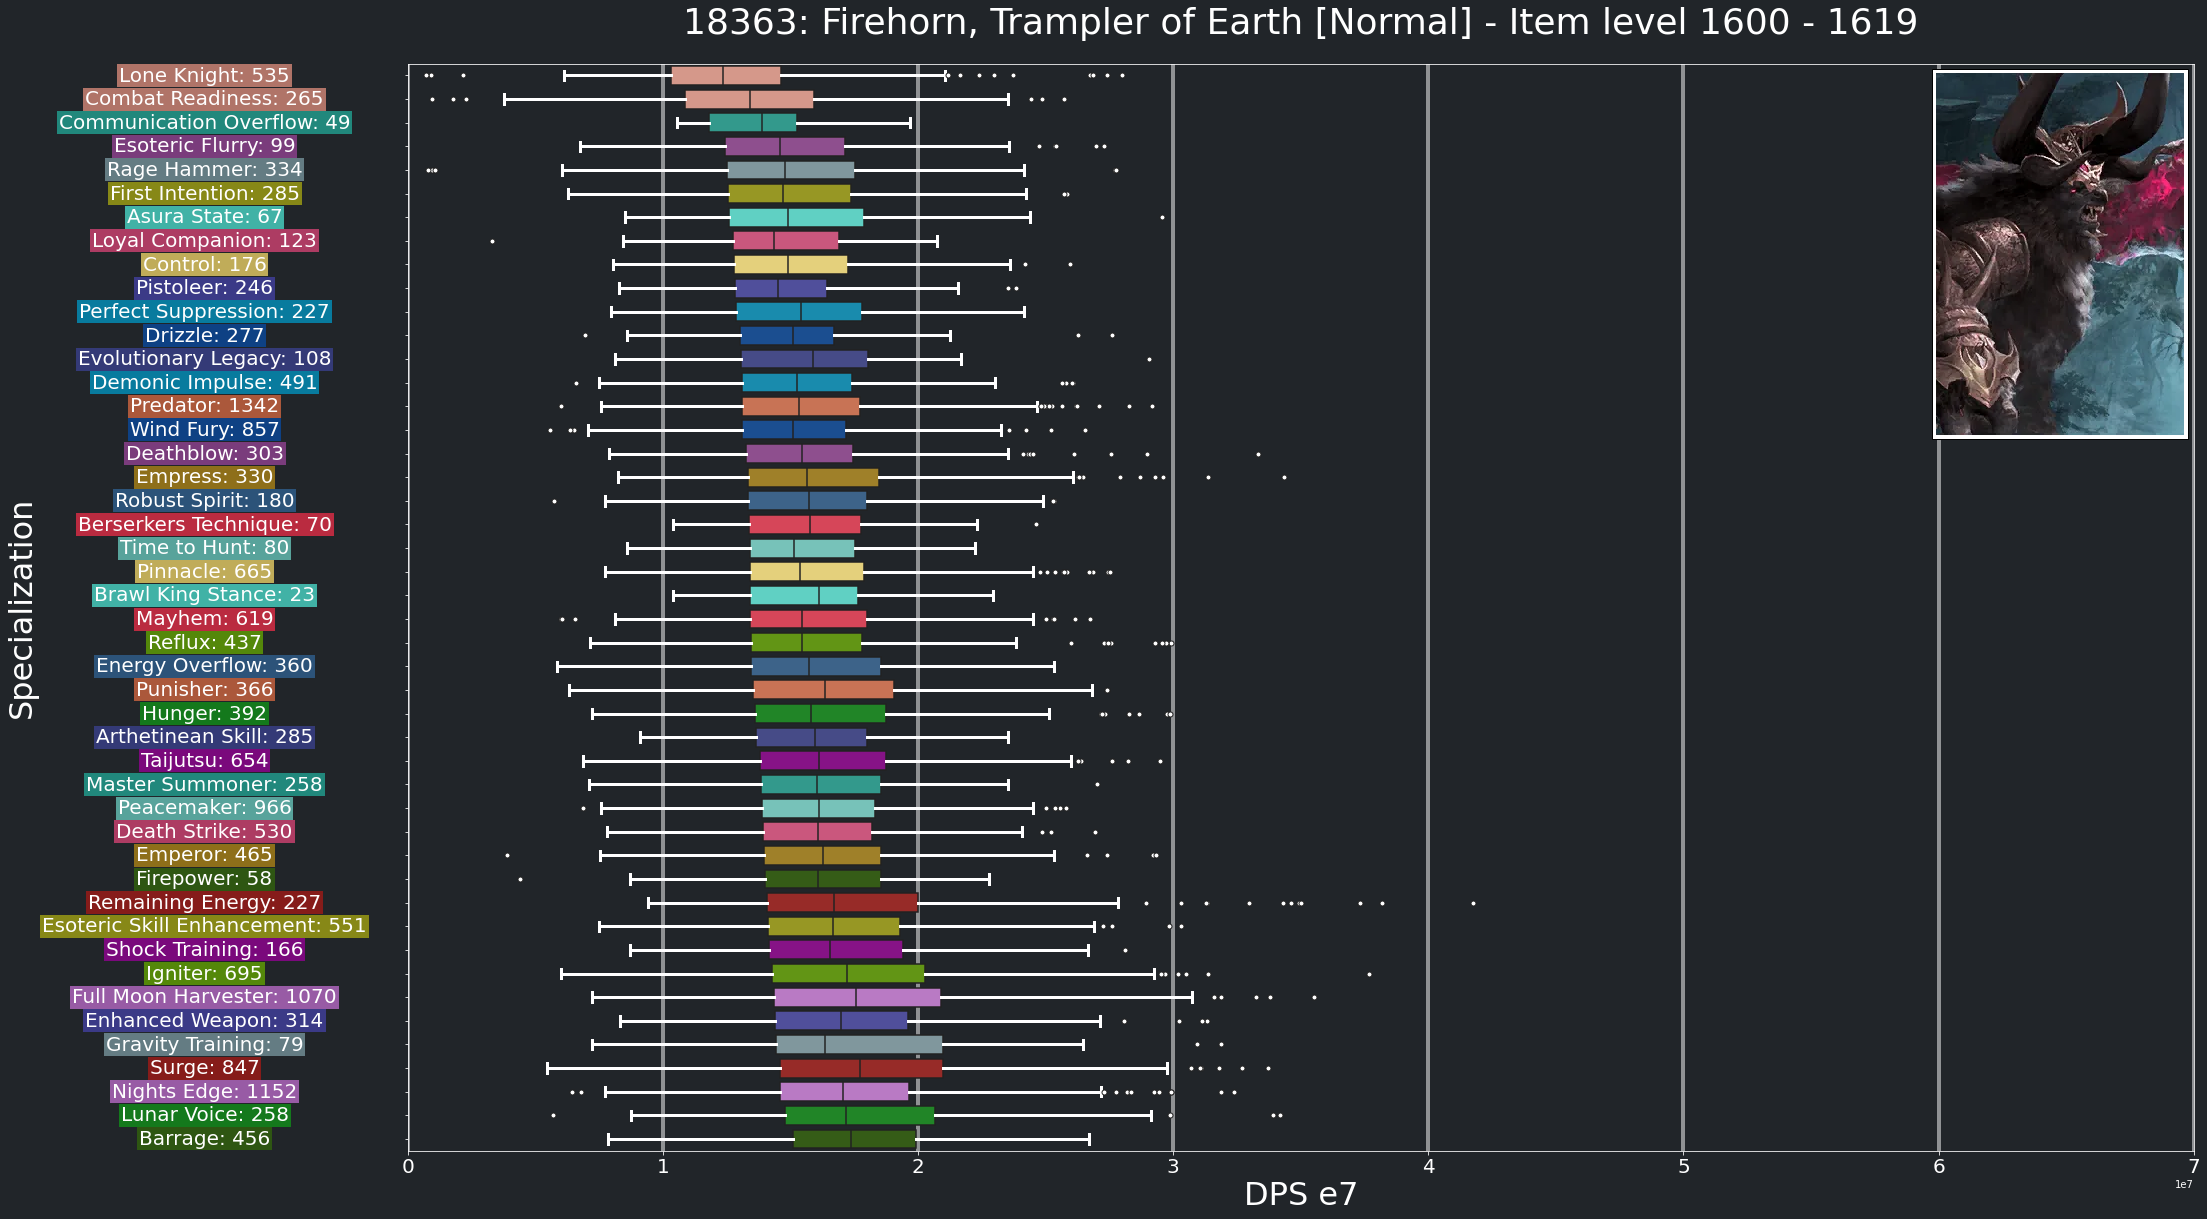 18363: Firehorn, Trampler of Earth [Normal] - Item level 1600 - 1619
Lone Knight: 535
Combat Readiness: 265
Communication Overflow: 49
Esoteric Flurry: 99
Rage Hammer: 334
First Intention: 285
Asura State: 67
Loyal Companion: 123
Control: 176
Pistoleer: 246
Perfect Suppression: 227
Drizzle: 277
Evolutionary Legacy: 108
Demonic Impulse: 491
Predator: 1342
Wind Fury: 857
Deathblow: 303
Empress: 330
Robust Spirit: 180
Berserkers Technique: 70
Time to Hunt: 80
Pinnacle: 665
Brawl King Stance: 23
Mayhem: 619
Reflux: 437
Energy Overflow: 360
Punisher: 366
Hunger: 392
Arthetinean Skill: 285
Taijutsu: 654
Master Summoner: 258
Peacemaker: 966
Death Strike: 530
Emperor: 465
Firepower: 58
Remaining Energy: 227
Esoteric Skill Enhancement: 551
Shock Training: 166
Igniter: 695
Full Moon Harvester: 1070
Enhanced Weapon: 314
Gravity Training: 79
Surge: 847
Nights Edge: 1152
Lunar Voice: 258
Barrage: 456
Specialization
0 1 2 3 4 5 6 7
1e7
DPS e7